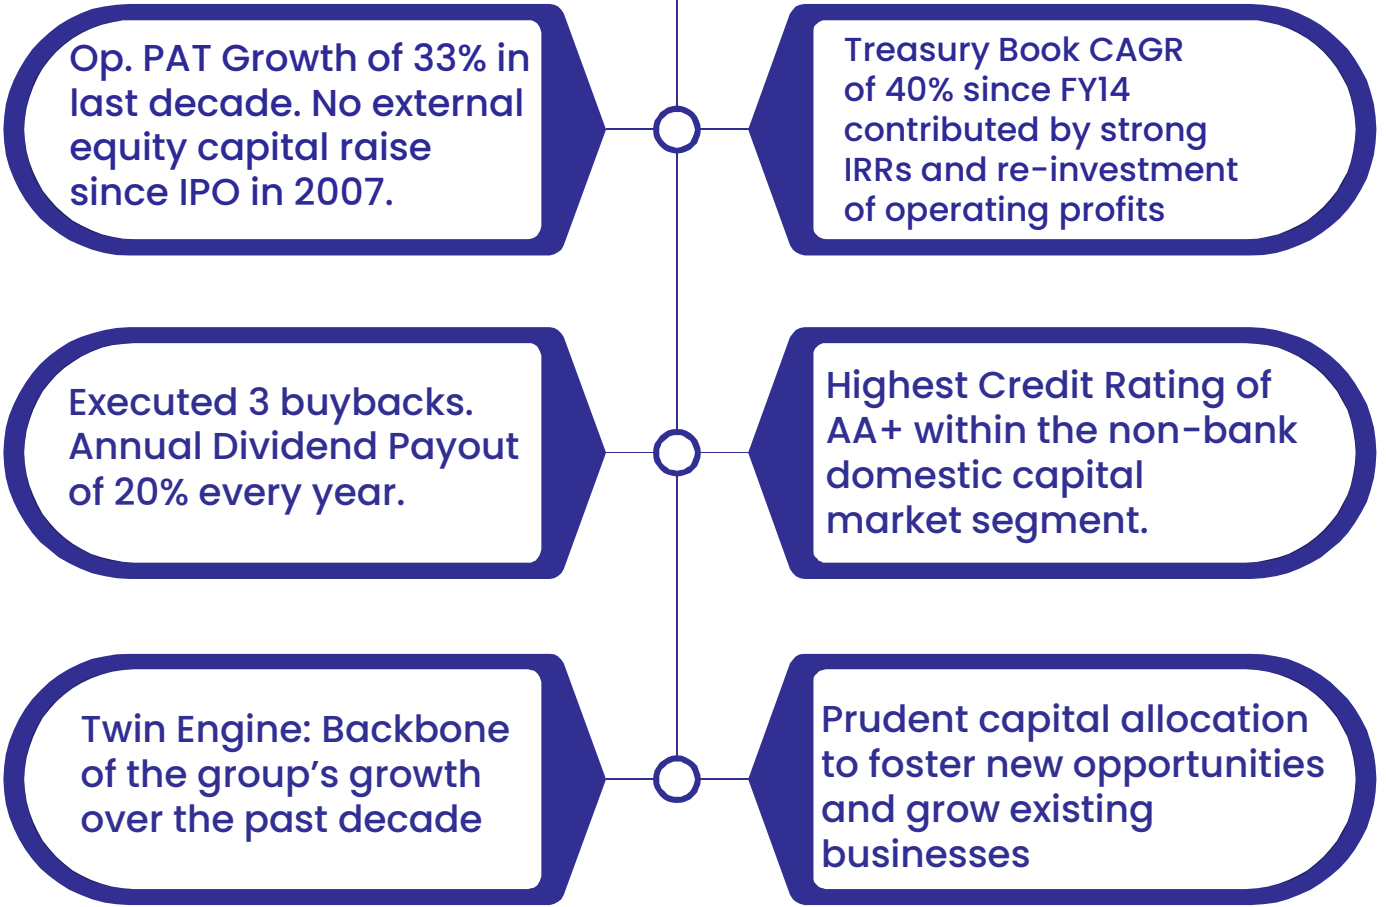 Op. PAT Growth of 33% in
last decade. No external
equity capital raise
since IPO in 2007.
Treasury Book CAGR
of 40% since FY14
contributed by strong
IRRs and re-investment
of operating profits
Executed 3 buybacks.
Annual Dividend Payout
of 20% every year.
Highest Credit Rating of
AA+ within the non-bank
domestic capital
market segment.
Twin Engine: Backbone
of the group’s growth
over the past decade
Prudent capital allocation
to foster new opportunities
and grow existing
businesses